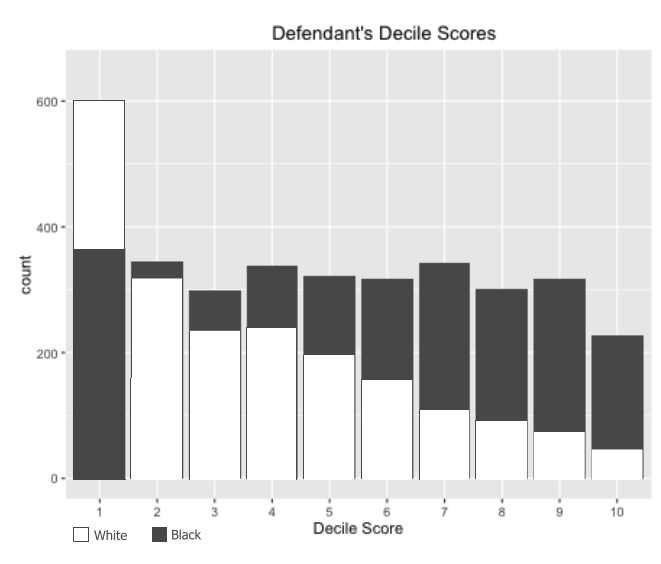 Defendant's Decile Scores
count
600
400
200
0
1 2 3 4 5 6 7 8 9 10
Decile Score
White Black